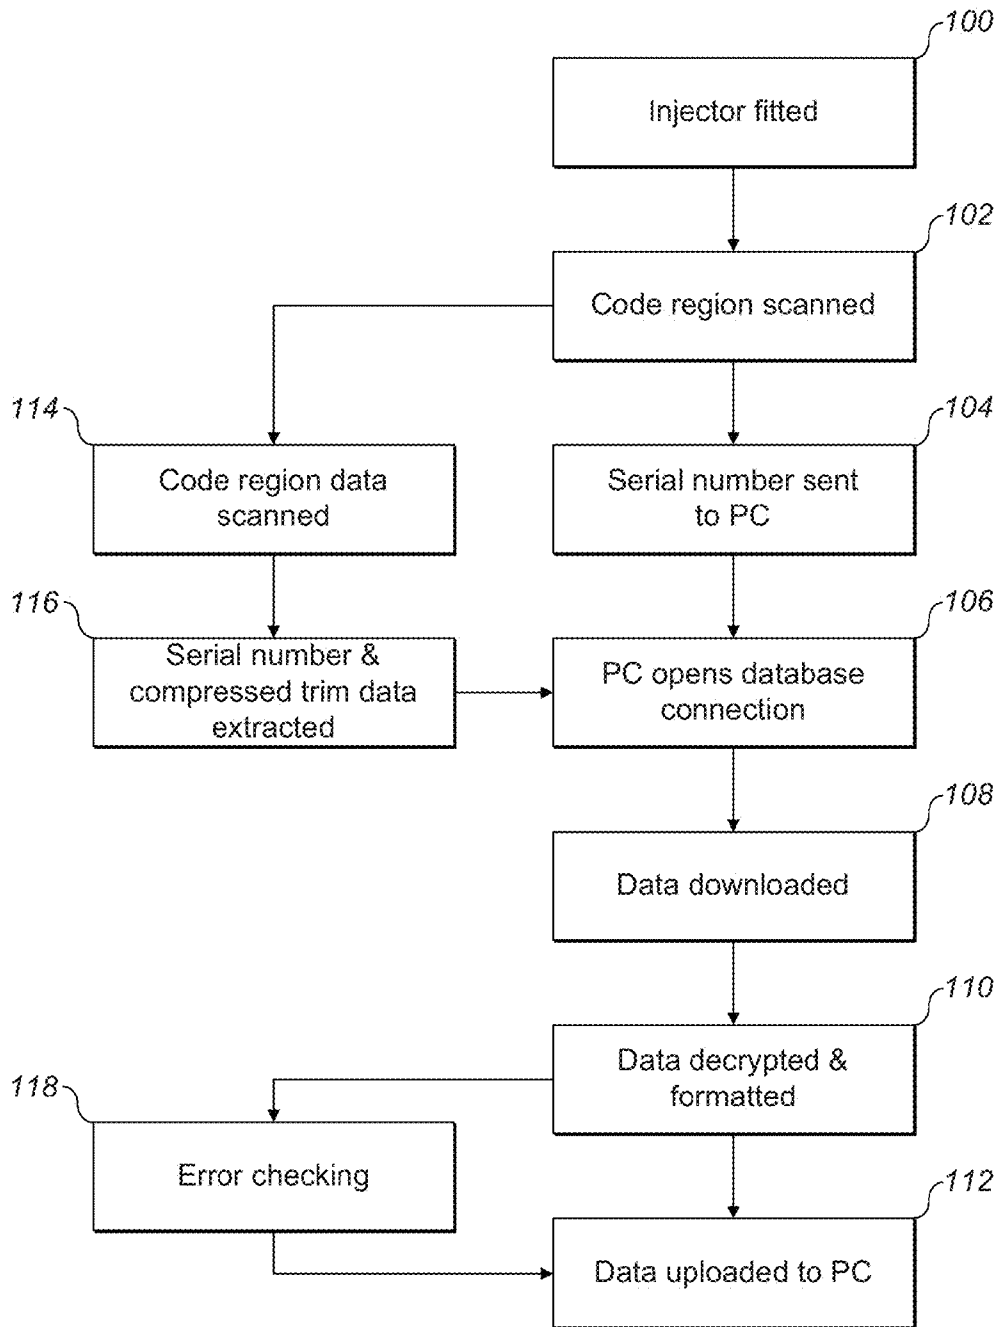 100
Injector fitted
102
Code region scanned
114
Code region data
scanned
104
Serial number sent
to PC
116
Serial number &
compressed trim data
extracted
106
PC opens database
connection
108
Data downloaded
110
Data decrypted &
formatted
118
Error checking
112
Data uploaded to PC